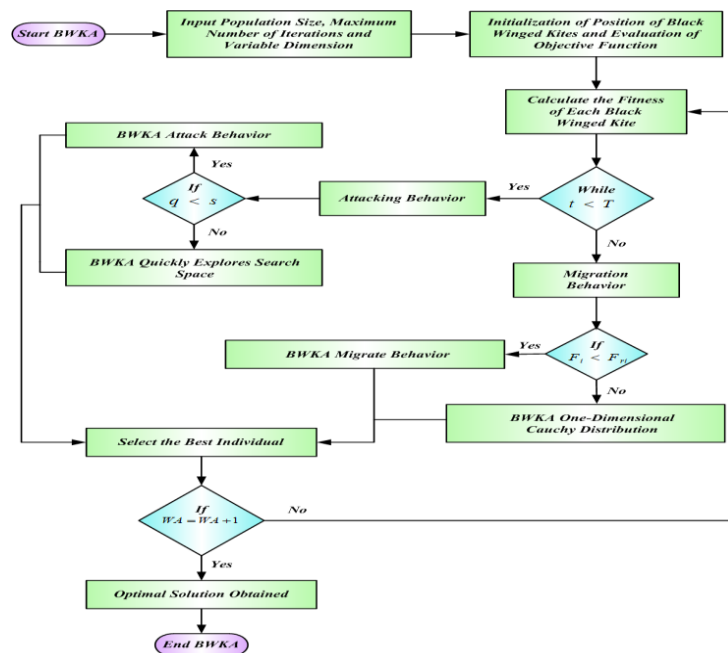 Start BWKA
Input Population Size, Maximum
Number of Iterations and
Variable Dimension
Initialization of Position of Black
Winged Kites and Evaluation of
Objective Function
Calculate the Fitness
of Each Black
Winged Kite
BWKA Attack Behavior
Yes
If
q < s
Attacking Behavior
Yes
While
t < T
No
No
BWKA Quickly Explores Search
Space
Migration
Behavior
BWKA Migrate Behavior
Yes
If
F_i < F_ri
No
BWKA One-Dimensional
Cauchy Distribution
Select the Best Individual
If
WA = WA +1
No
Yes
Optimal Solution Obtained
End BWKA